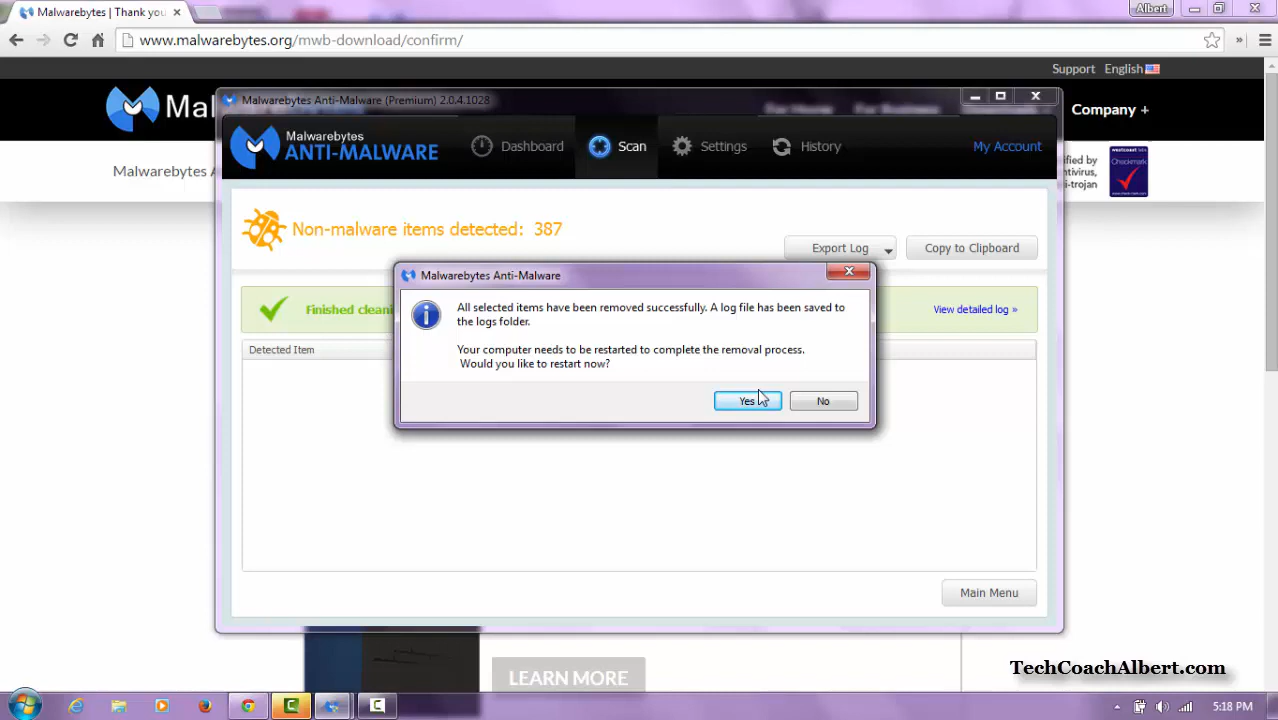 Malwarebytes | Thank you
Albert
www.malwarebytes.org/mwb-download/confirm/
Support English
Mal
Company +
Malwarebytes Anti-Malware (Premium) 2.0.4.1028
Malwarebytes
ANTI-MALWARE
Dashboard
Scan
Settings
History
My Account
Malwarebytes A
Non-malware items detected: 387
Export Log
Copy to Clipboard
Malwarebytes Anti-Malware
Finished cleani
View detailed log »
All selected items have been removed successfully. A log file has been saved to
the logs folder.
Your computer needs to be restarted to complete the removal process.
Would you like to restart now?
Detected Item
Yes
No
Main Menu
LEARN MORE
TechCoachAlbert.com
5:18 PM